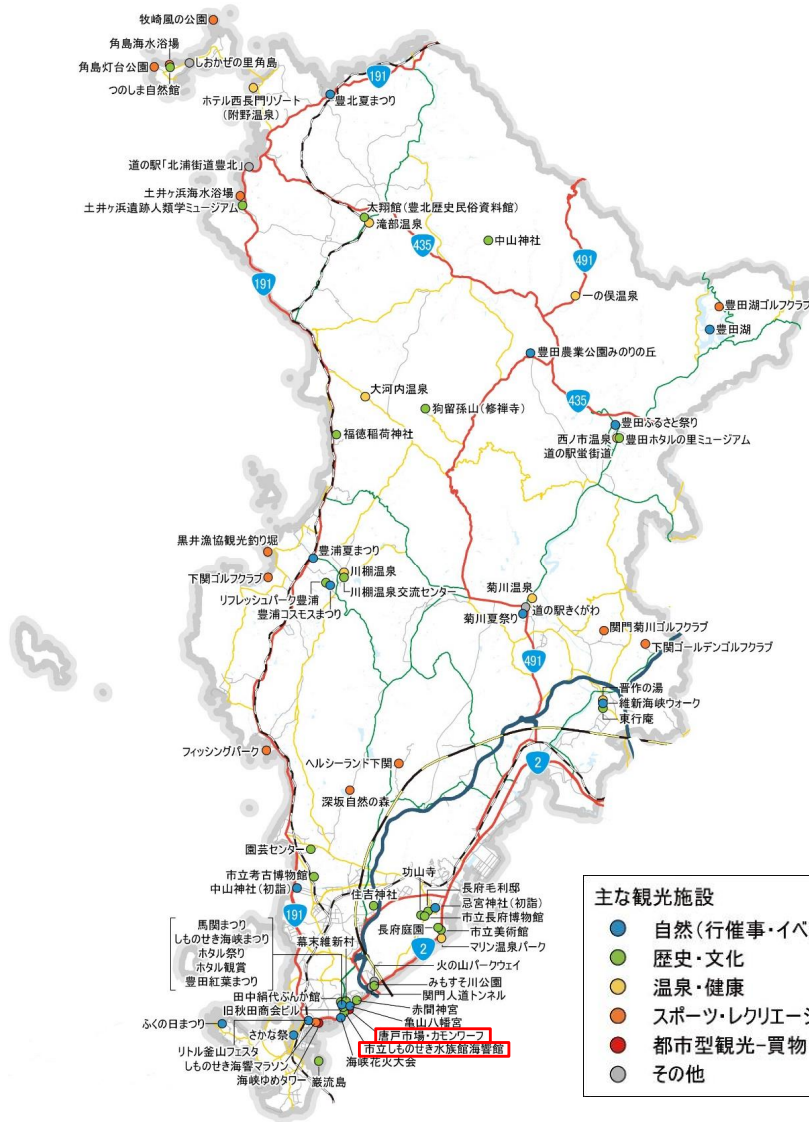 牧崎風の公園
角島海水浴場
角島灯台公園
しおかぜの里角島
つのしま自然館
ホテル西長門リゾート
(附野温泉)
191
豊北夏まつり
道の駅「北浦街道豊北」
土井ヶ浜海水浴場
土井ヶ浜遺跡人類学ミュージアム
太翔館(豊北歴史民俗資料館)
滝部温泉
中山神社
435
491
191
一の俣温泉
豊田湖ゴルフクラブ
豊田湖
豊田農業公園みのりの丘
大河内温泉
狗留孫山(修禅寺)
435
豊田ふるさと祭り
福徳稲荷神社
西ノ市温泉
道の駅蛍街道
豊田ホタルの里ミュージアム
黒井漁協観光釣り堀
豊浦夏まつり
下関ゴルフクラブ
川棚温泉
川棚温泉交流センター
リフレッシュパーク豊浦
豊浦コスモスまつり
菊川温泉
道の駅きくがわ
菊川夏祭り
関門菊川ゴルフクラブ
下関ゴールデンゴルフクラブ
491
晋作の湯
維新海峡ウォーク
東行庵
フィッシングパーク
ヘルシーランド下関
2
深坂自然の森
園芸センター
市立考古博物館
中山神社(初詣)
住吉神社
功山寺
長府毛利邸
忌宮神社(初詣)
市立長府博物館
長府庭園
市立美術館
マリン温泉パーク
191
2
馬関まつり
しものせき海峡まつり
ホタル祭り
ホタル観賞
豊田紅葉まつり
幕末維新村
火の山パークウェイ
みもすそ川公園
関門人道トンネル
田中絹代ぶんか館
旧秋田商会ビル
赤間神宮
亀山八幡宮
ふくの日まつり
さかな祭
唐戸市場・カモンワーフ
市立しものせき水族館海響館
リトル釜山フェスタ
しものせき海響マラソン
海峡花火大会
海峡ゆめタワー
巌流島
主な観光施設
自然(行催事・イベ
歴史・文化
温泉・健康
スポーツ・レクリエーシ
都市型観光-買物
その他